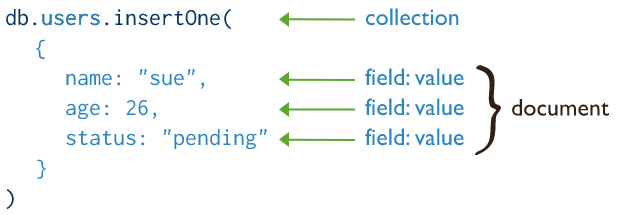 db.users.insertOne( collection
{
name: "sue", field: value
age: 26, field: value
status: "pending" field: value
document
}
)